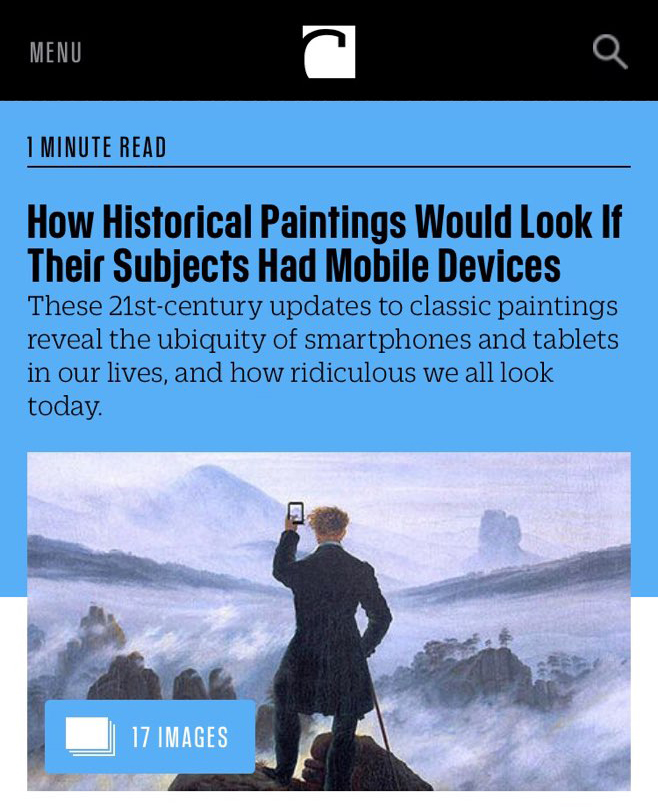 MENU
1 MINUTE READ
How Historical Paintings Would Look If
Their Subjects Had Mobile Devices
These 21st-century updates to classic paintings
reveal the ubiquity of smartphones and tablets
in our lives, and how ridiculous we all look
today.
17 IMAGES